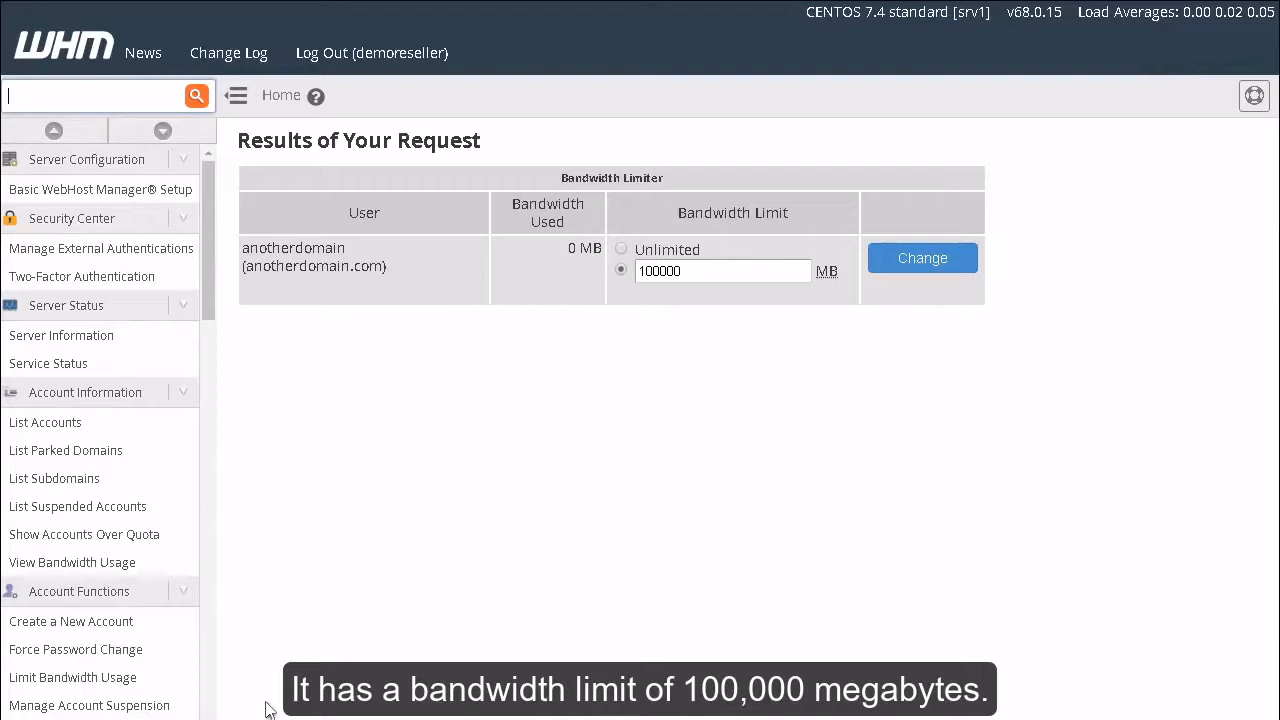 CENTOS 7.4 standard [srv1] v68.0.15 Load Averages: 0.00 0.02 0.05
WHM News Change Log Log Out (demoreseller)
Home
Results of Your Request
Server Configuration
Basic WebHost Manager® Setup
Security Center
Manage External Authentications
Two-Factor Authentication
Server Status
Server Information
Service Status
Account Information
List Accounts
List Parked Domains
List Subdomains
List Suspended Accounts
Show Accounts Over Quota
View Bandwidth Usage
Account Functions
Create a New Account
Force Password Change
Limit Bandwidth Usage
Manage Account Suspension
Bandwidth Limiter
User
Bandwidth
Used
Bandwidth Limit
anotherdomain
(anotherdomain.com)
0 MB
Unlimited
100000 MB
Change
It has a bandwidth limit of 100,000 megabytes.